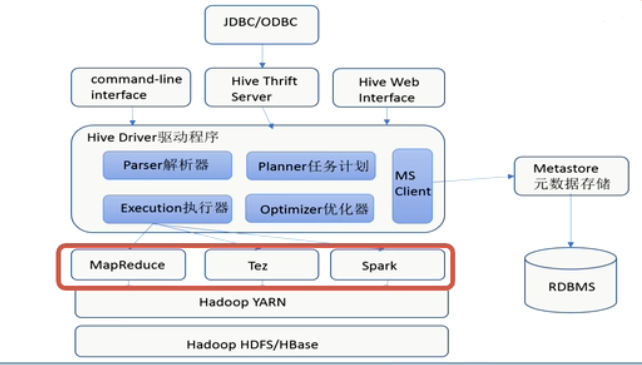 JDBC/ODBC
command-line
interface
Hive Thrift
Server
Hive Web
Interface
Hive Driver驱动程序
Parser解析器
Planner任务计划
MS
Client
Execution执行器
Optimizer优化器
Metastore
元数据存储
MapReduce
Tez
Spark
RDBMS
Hadoop YARN
Hadoop HDFS/HBase